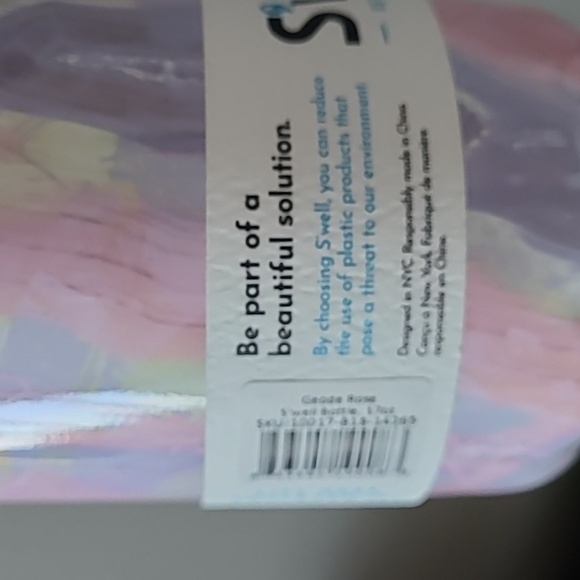 S'
Be part of a
beautiful solution.
By choosing S'well, you can reduce
the use of plastic products that
pose a threat to our environment
Designed in NYC. Responsibly made in China
Conçu à New York. Fabriqué de manière
responsable en Chine.
Geode Rose
S'well Bottle, 17oz